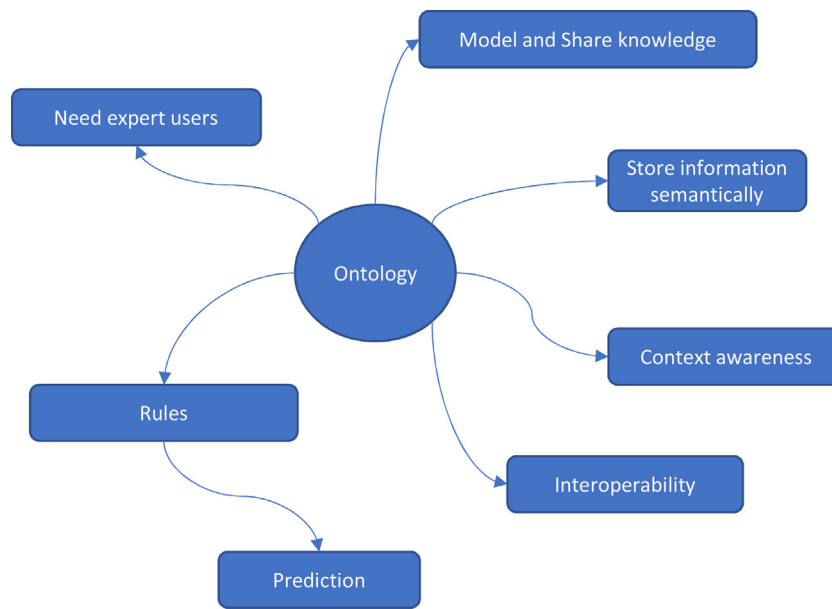 Model and Share knowledge
Need expert users
Store information
semantically
Ontology
Context awareness
Rules
Interoperability
Prediction